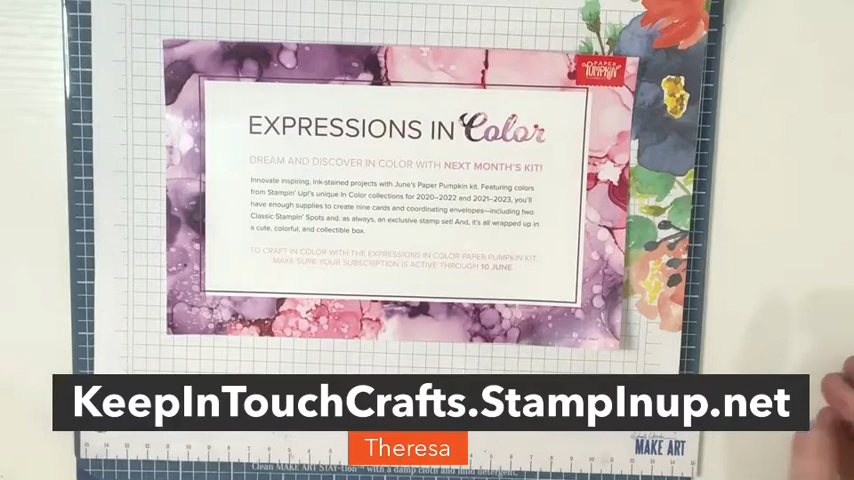 PAPER
PUMPKIN
EXPRESSIONS IN Color
DREAM AND DISCOVER IN COLOR WITH NEXT MONTH'S KIT!
Innovate inspiring, ink-stained projects with June's Paper Pumpkin kit. Featuring colors
from Stampin' Up!'s unique In Color collections for 2020–2022 and 2021–2023, you'll
have enough supplies to create nine cards and coordinating envelopes—including two
Classic Stampin' Spots and, as always, an exclusive stamp set! And, it's all wrapped up in
a cute, colorful, and collectible box.
TO CRAFT IN COLOR WITH THE EXPRESSIONS IN COLOR PAPER PUMPKIN KIT,
MAKE SURE YOUR SUBSCRIPTION IS ACTIVE THROUGH 10 JUNE.
KeepInTouchCrafts.StampInup.net
Theresa
MAKE ART
Clean MAKE ART STAY-tion™ with a damp cloth and mild detergent.